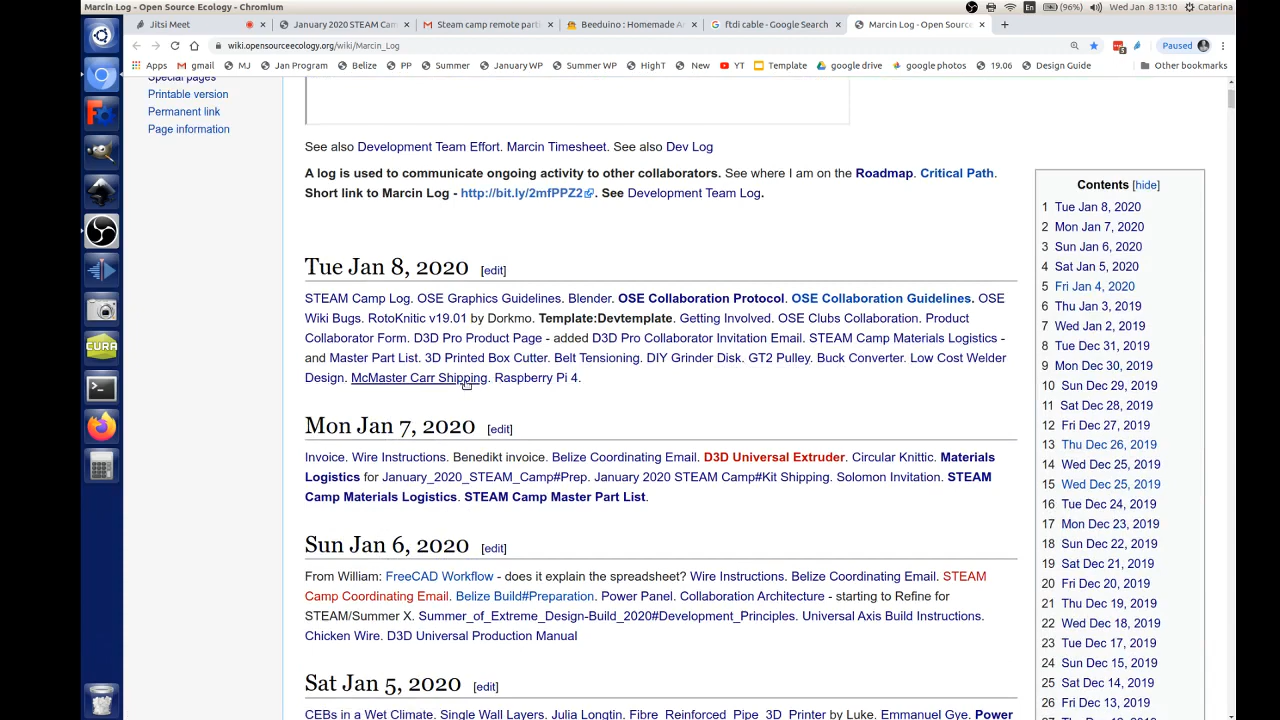 Marcin Log - Open Source Ecology - Chromium
En
(96%)
Wed Jan 8 13:10
Catarina
Jitsi Meet
January 2020 STEAM Cam
Steam camp remote parti
Beeduino : Homemade Ar
ftdi cable - Google Search
Marcin Log - Open Source
wiki.opensourceecology.org/wiki/Marcin_Log
Paused
Apps
gmail
MJ
Jan Program
Belize
PP
Summer
JanuaryWP
Summer WP
HighT
New
YT
Template
google drive
google photos
19.06
Design Guide
Other bookmarks
Special pages
Printable version
Permanent link
Page information
See also Development Team Effort. Marcin Timesheet. See also Dev Log
A log is used to communicate ongoing activity to other collaborators. See where I am on the Roadmap. Critical Path.
Short link to Marcin Log - http://bit.ly/2mfPPZ2. See Development Team Log.
Tue Jan 8, 2020 [edit]
STEAM Camp Log. OSE Graphics Guidelines. Blender. OSE Collaboration Protocol. OSE Collaboration Guidelines. OSE
Wiki Bugs. RotoKnitic v19.01 by Dorkmo. Template:Devtemplate. Getting Involved. OSE Clubs Collaboration. Product
Collaborator Form. D3D Pro Product Page - added D3D Pro Collaborator Invitation Email. STEAM Camp Materials Logistics -
and Master Part List. 3D Printed Box Cutter. Belt Tensioning. DIY Grinder Disk. GT2 Pulley. Buck Converter. Low Cost Welder
Design. McMaster Carr Shipping. Raspberry Pi 4.
Mon Jan 7, 2020 [edit]
Invoice. Wire Instructions. Benedikt invoice. Belize Coordinating Email. D3D Universal Extruder. Circular Knittic. Materials
Logistics for January_2020_STEAM_Camp#Prep. January 2020 STEAM Camp#Kit Shipping. Solomon Invitation. STEAM
Camp Materials Logistics. STEAM Camp Master Part List.
Sun Jan 6, 2020 [edit]
From William: FreeCAD Workflow - does it explain the spreadsheet? Wire Instructions. Belize Coordinating Email. STEAM
Camp Coordinating Email. Belize Build#Preparation. Power Panel. Collaboration Architecture - starting to Refine for
STEAM/Summer X. Summer_of_Extreme_Design-Build_2020#Development_Principles. Universal Axis Build Instructions.
Chicken Wire. D3D Universal Production Manual
Sat Jan 5, 2020 [edit]
CEBs in a Wet Climate. Single Wall Layers. Julia Longtin. Fibre_Reinforced_Pipe_3D_Printer by Luke. Emmanuel Gye. Power
Contents [hide]
1 Tue Jan 8, 2020
2 Mon Jan 7, 2020
3 Sun Jan 6, 2020
4 Sat Jan 5, 2020
5 Fri Jan 4, 2020
6 Thu Jan 3, 2019
7 Wed Jan 2, 2019
8 Tue Dec 31, 2019
9 Mon Dec 30, 2019
10 Sun Dec 29, 2019
11 Sat Dec 28, 2019
12 Fri Dec 27, 2019
13 Thu Dec 26, 2019
14 Wed Dec 25, 2019
15 Wed Dec 25, 2019
16 Tue Dec 24, 2019
17 Mon Dec 23, 2019
18 Sun Dec 22, 2019
19 Sat Dec 21, 2019
20 Fri Dec 20, 2019
21 Thu Dec 19, 2019
22 Wed Dec 18, 2019
23 Tue Dec 17, 2019
24 Sun Dec 15, 2019
25 Sat Dec 14, 2019
26 Fri Dec 13, 2019
CURA